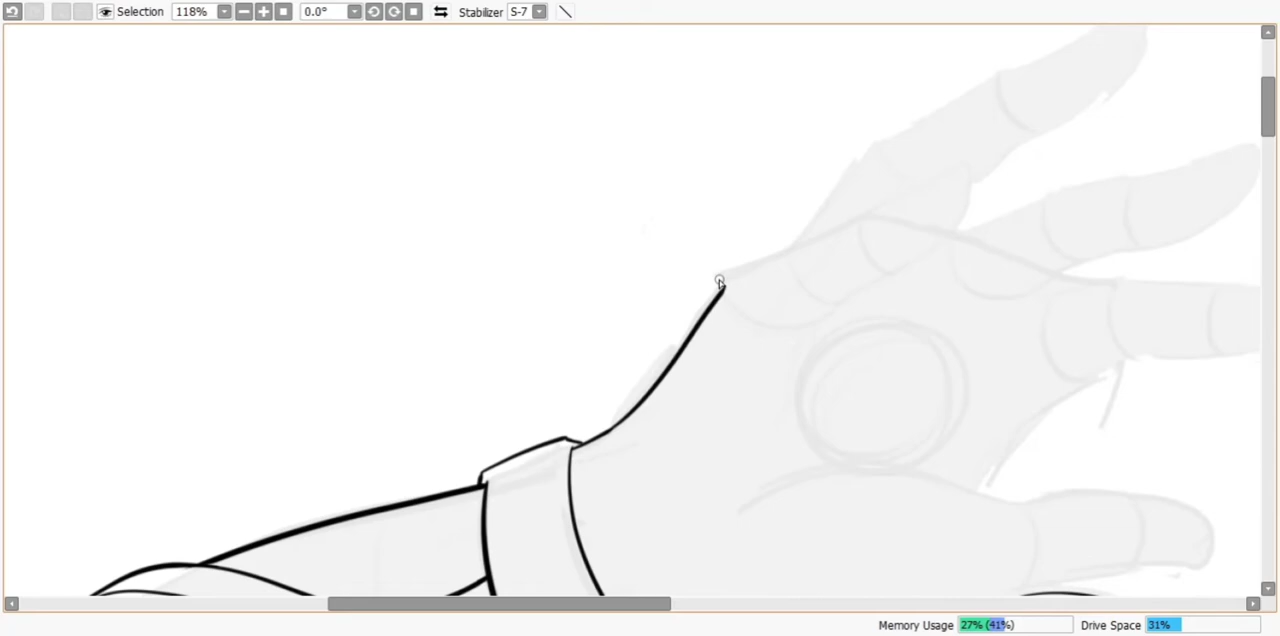 Selection 118% 0.0° Stabilizer S-7
Memory Usage 27% (41%) Drive Space 31%